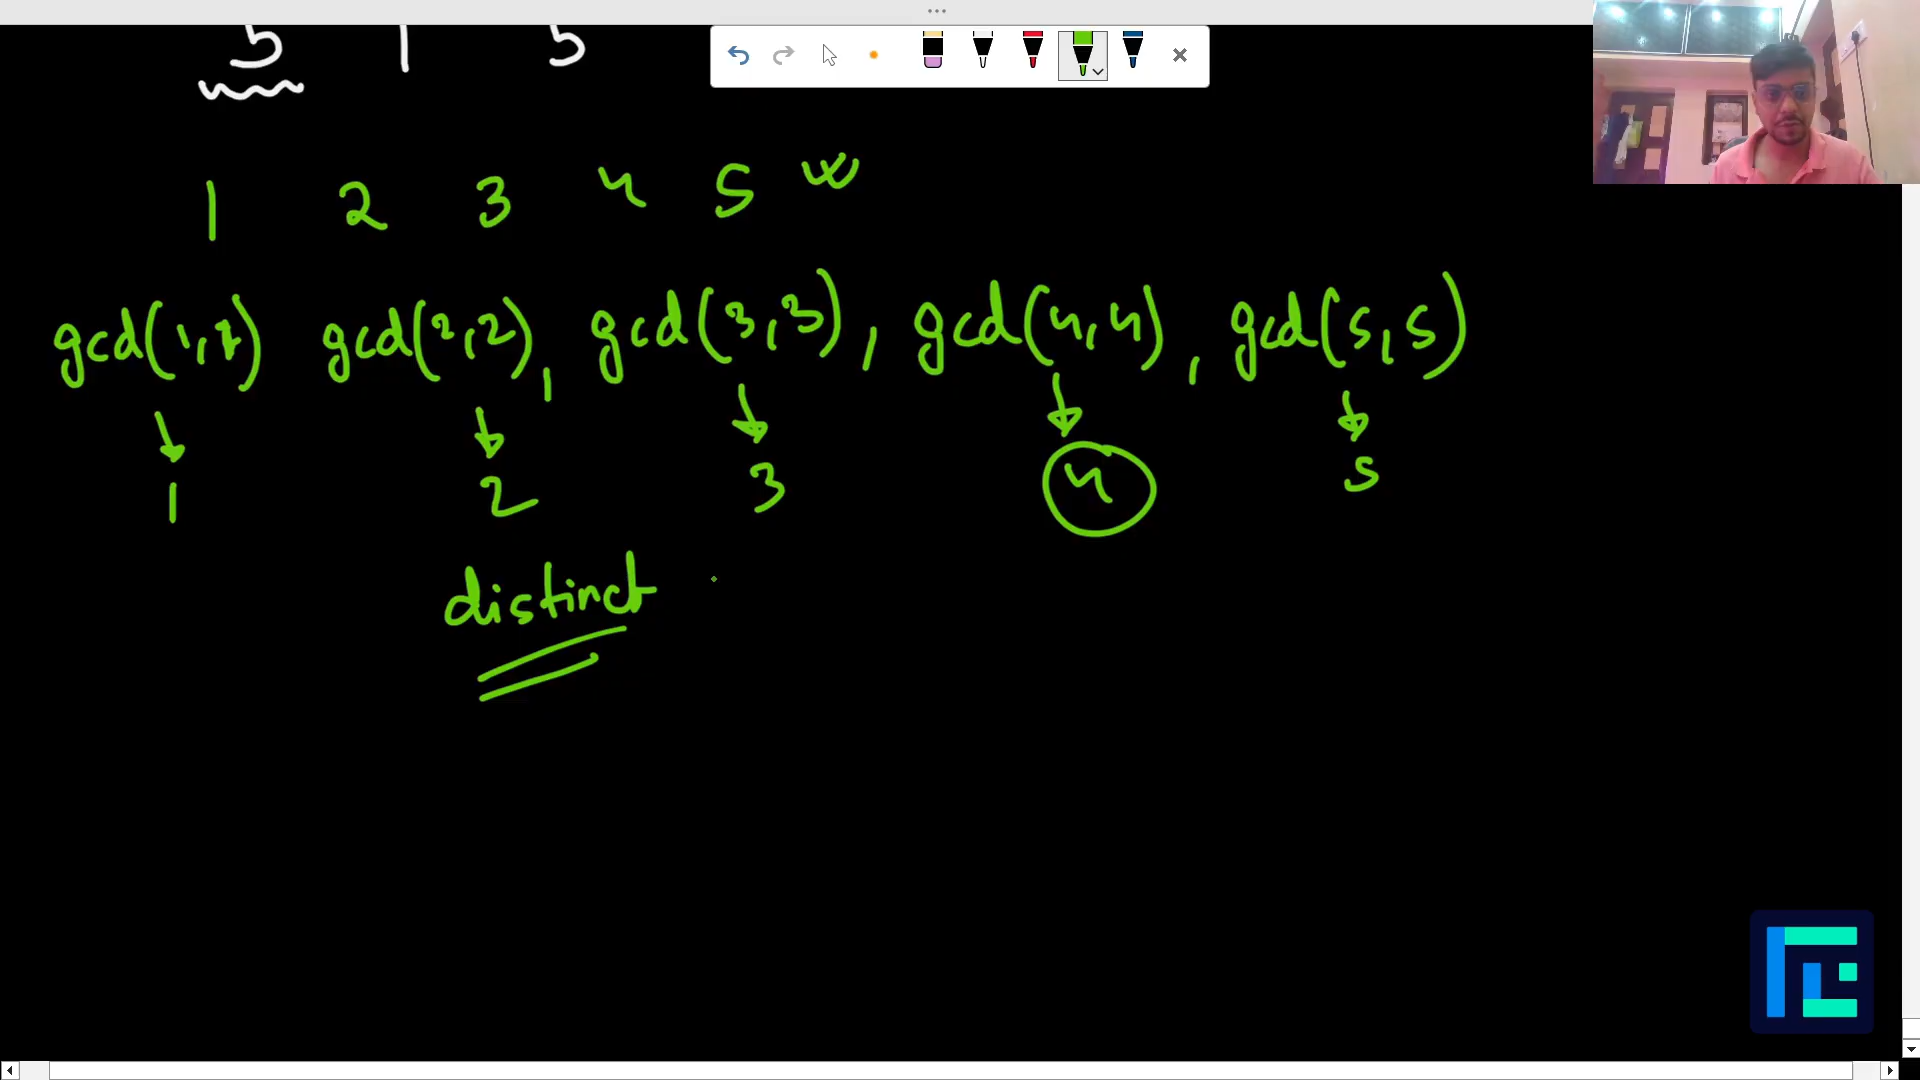 5 1 5
1 2 3 4 5
gcd(1,1) gcd(2,2), gcd(3,3), gcd(4,4), gcd(5,5)
1 2 3 4 5
distinct